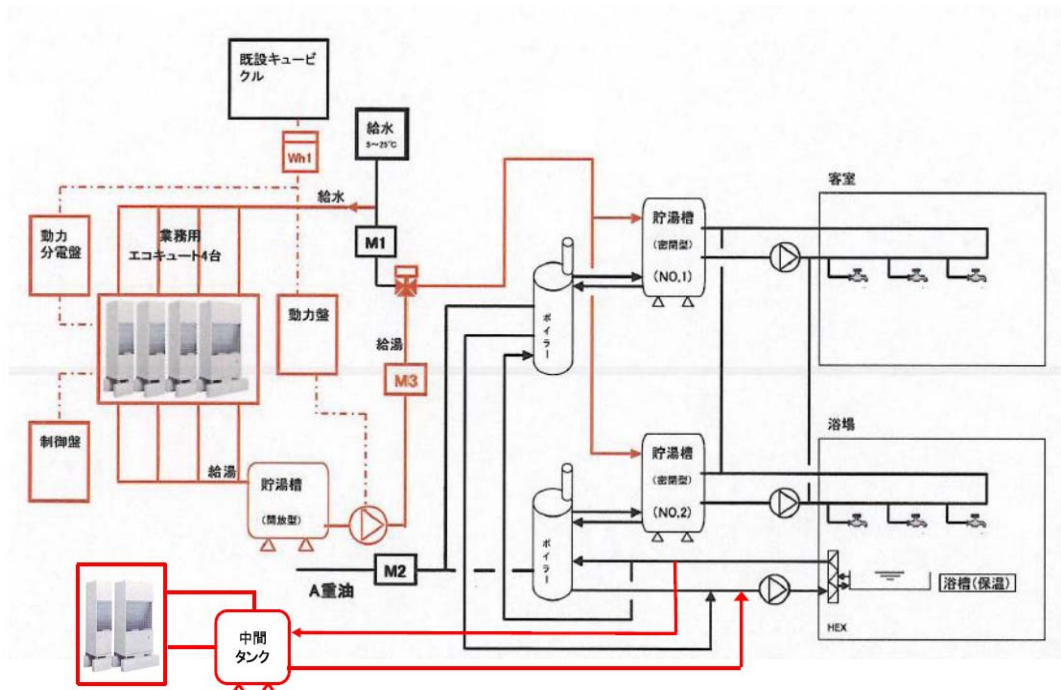 既設キュービ
クル
Wh1
給水
5～25℃
給水
動力
分電盤
業務用
エコキュート4台
M1
動力盤
給湯
M3
制御盤
給湯
貯湯槽
(開放型)
M2
A重油
中間
タンク
ボイラー
貯湯槽
(密閉型)
(NO,1)
客室
ボイラー
貯湯槽
(密閉型)
(NO,2)
浴場
浴槽(保温)
HEX